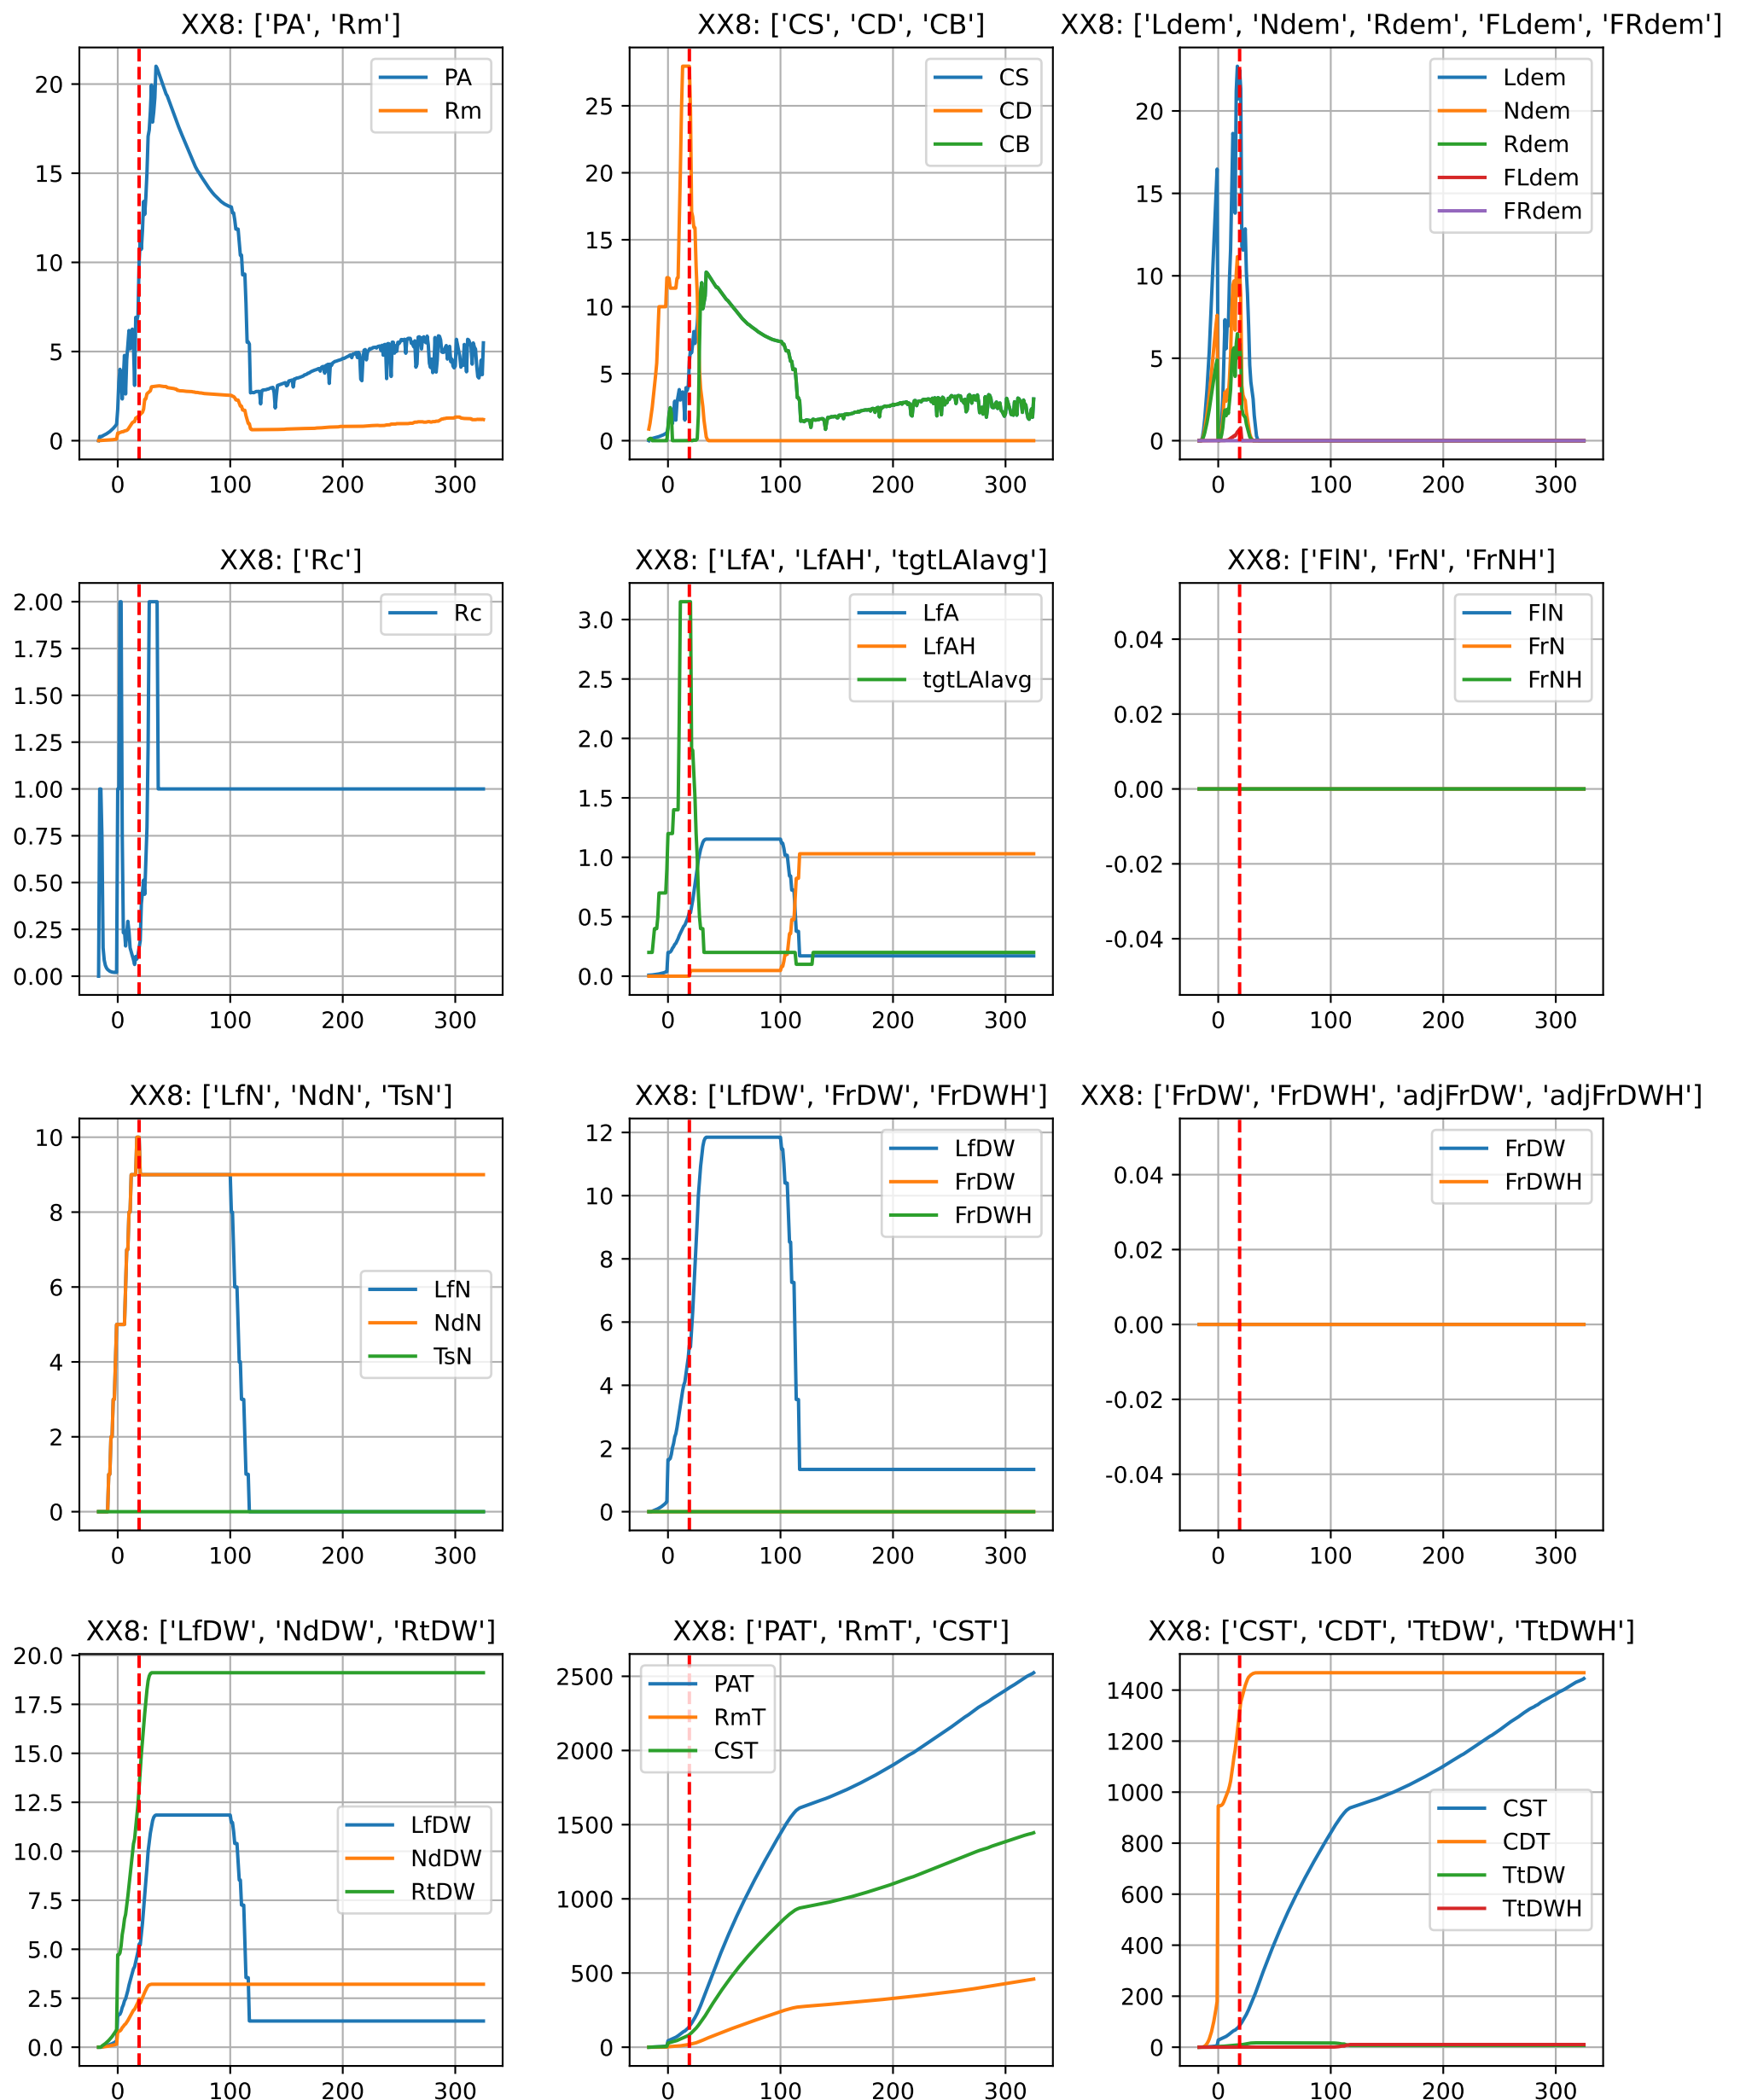 XX8: ['PA', 'Rm']
20
15
10
5
0
0 100 200 300
PA
Rm
XX8: ['CS', 'CD', 'CB']
25
20
15
10
5
0
0 100 200 300
CS
CD
CB
XX8: ['Ldem', 'Ndem', 'Rdem', 'FLdem', 'FRdem']
20
15
10
5
0
0 100 200 300
Ldem
Ndem
Rdem
FLdem
FRdem
XX8: ['Rc']
2.00
1.75
1.50
1.25
1.00
0.75
0.50
0.25
0.00
0 100 200 300
Rc
XX8: ['LfA', 'LfAH', 'tgtLAIavg']
3.0
2.5
2.0
1.5
1.0
0.5
0.0
0 100 200 300
LfA
LfAH
tgtLAIavg
XX8: ['FlN', 'FrN', 'FrNH']
0.04
0.02
0.00
-0.02
-0.04
0 100 200 300
FlN
FrN
FrNH
XX8: ['LfN', 'NdN', 'TsN']
10
8
6
4
2
0
0 100 200 300
LfN
NdN
TsN
XX8: ['LfDW', 'FrDW', 'FrDWH']
12
10
8
6
4
2
0
0 100 200 300
LfDW
FrDW
FrDWH
XX8: ['FrDW', 'FrDWH', 'adjFrDW', 'adjFrDWH']
0.04
0.02
0.00
-0.02
-0.04
0 100 200 300
FrDW
FrDWH
XX8: ['LfDW', 'NdDW', 'RtDW']
20.0
17.5
15.0
12.5
10.0
7.5
5.0
2.5
0.0
0 100 200 300
LfDW
NdDW
RtDW
XX8: ['PAT', 'RmT', 'CST']
2500
2000
1500
1000
500
0
0 100 200 300
PAT
RmT
CST
XX8: ['CST', 'CDT', 'TtDW', 'TtDWH']
1400
1200
1000
800
600
400
200
0
0 100 200 300
CST
CDT
TtDW
TtDWH